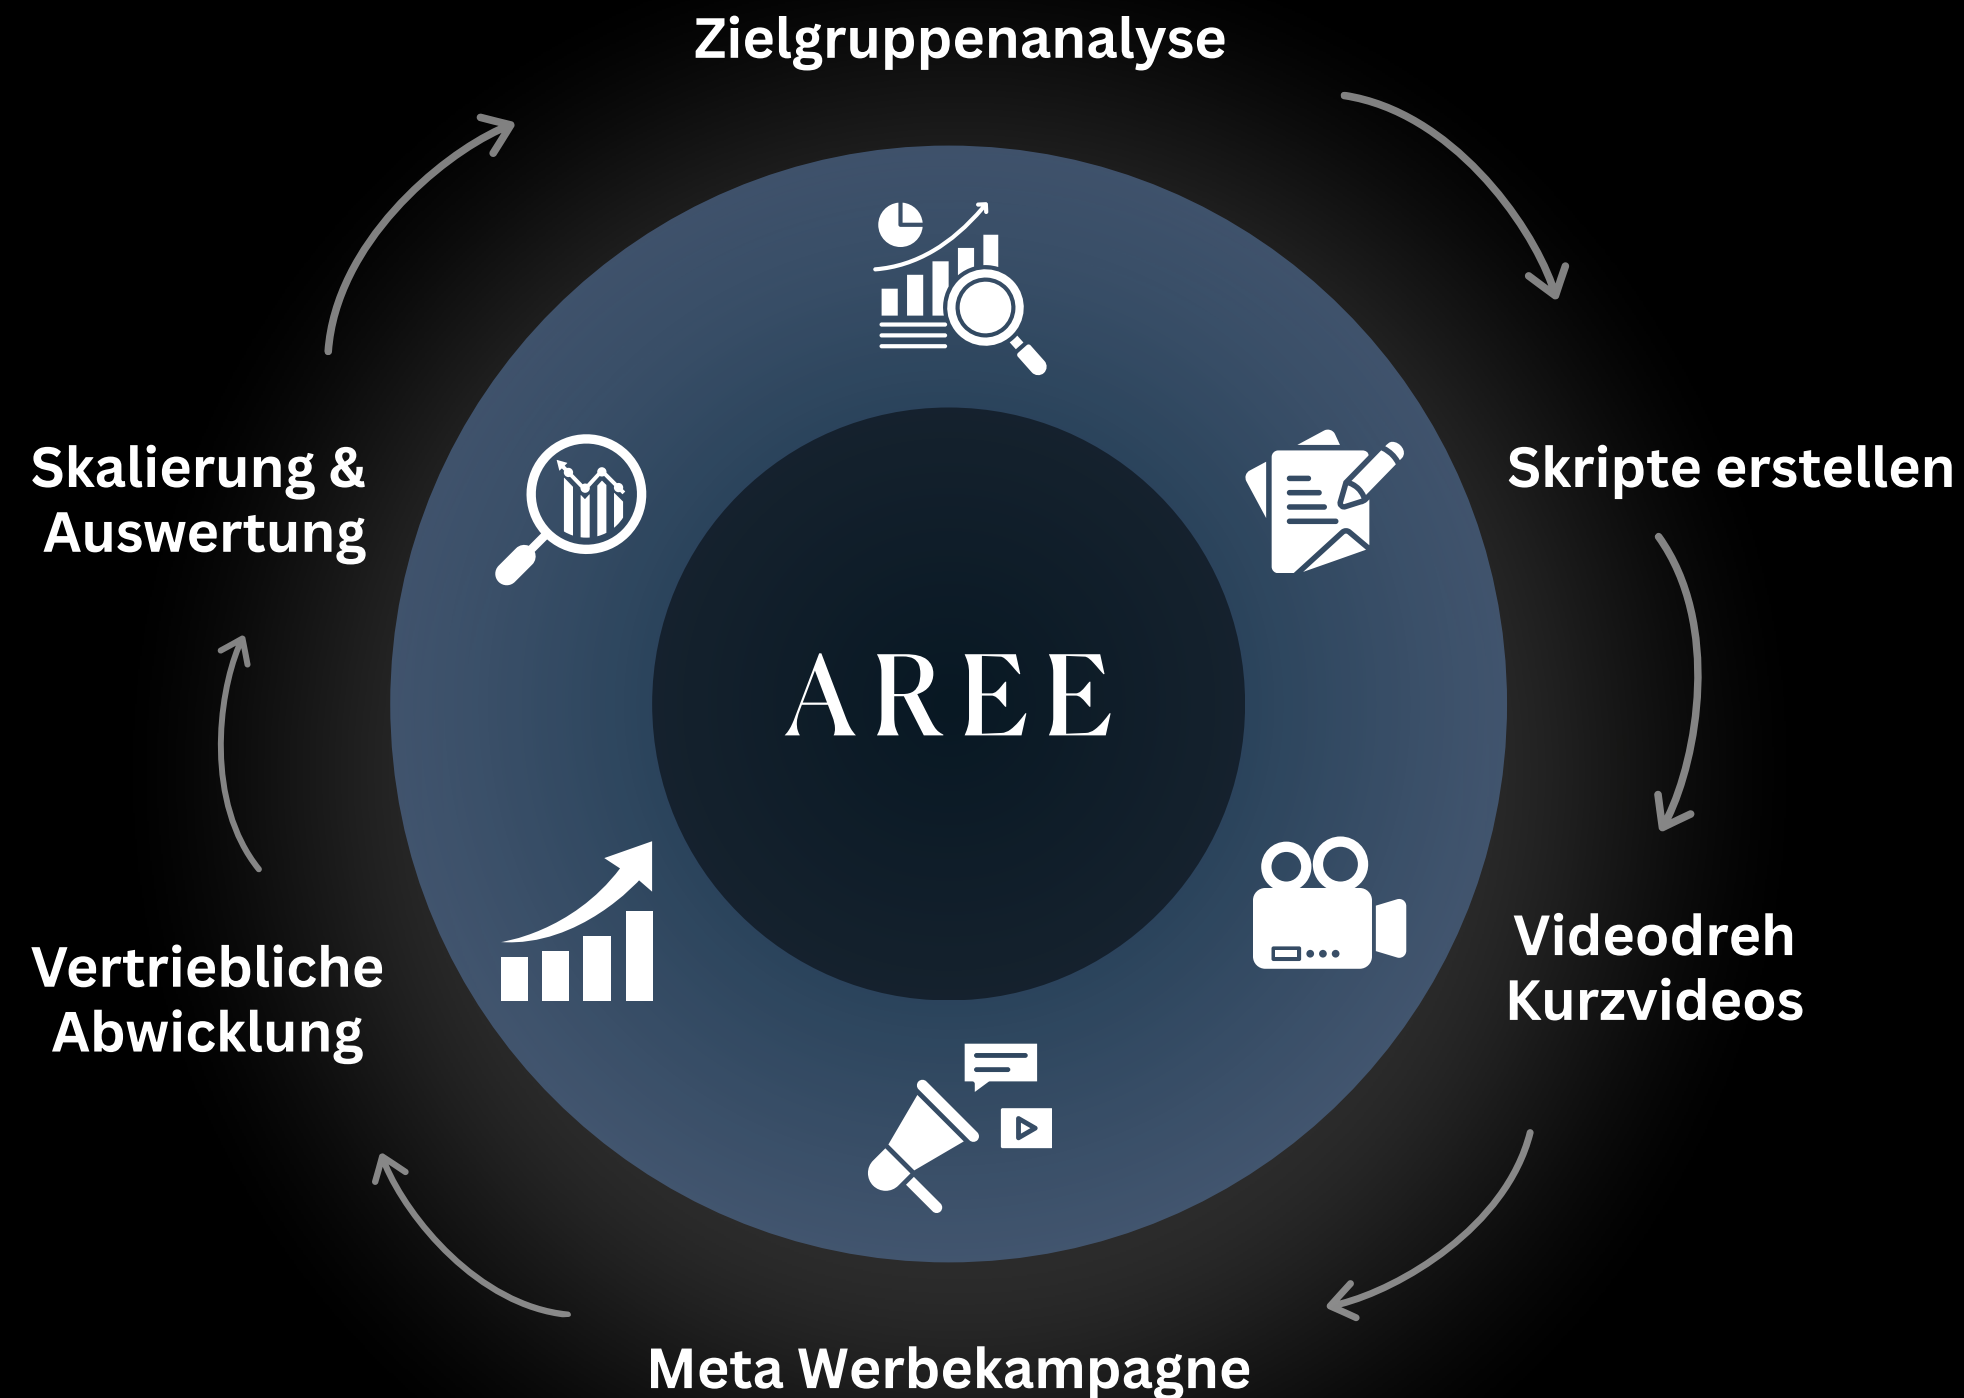 Zielgruppenanalyse
Skripte erstellen
Videodreh
Kurzvideos
Meta Werbekampagne
Vertriebliche
Abwicklung
Skalierung &
Auswertung
AREE